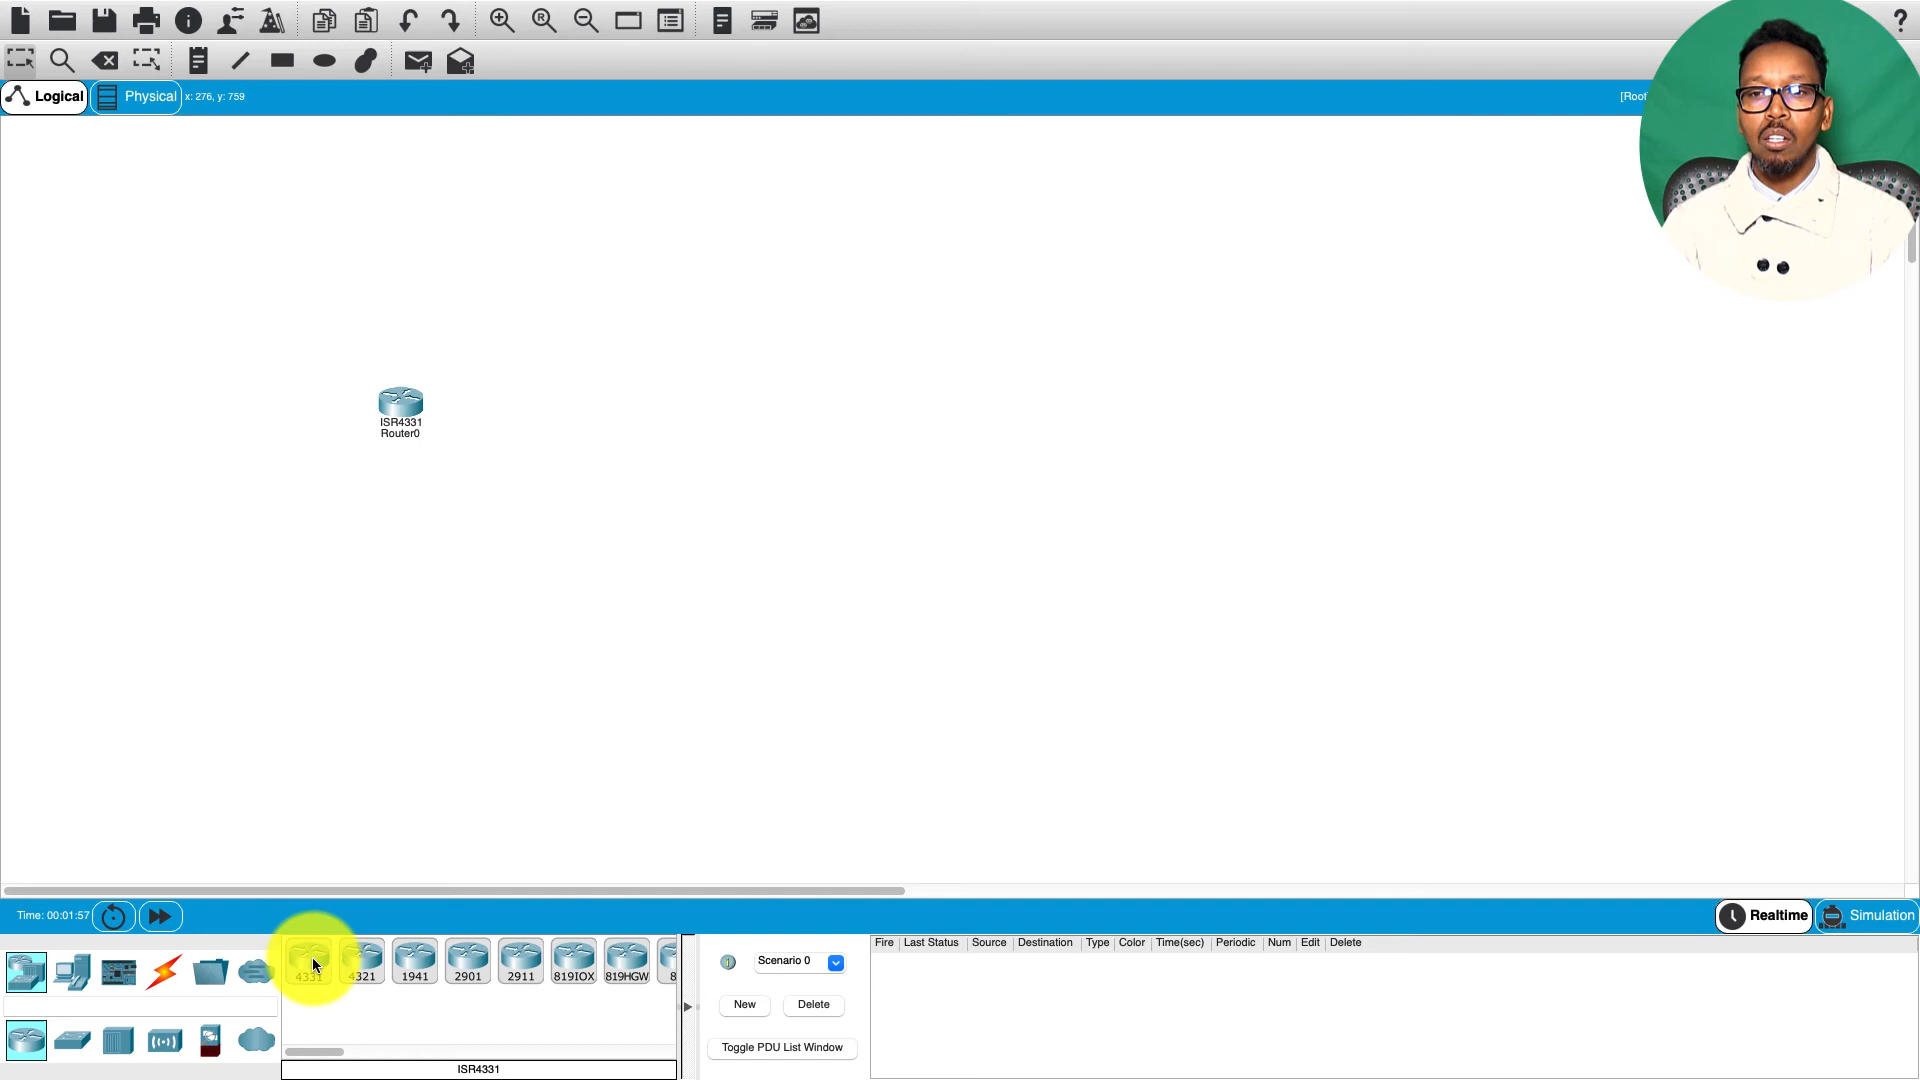 Logical
Physical
x: 276, y: 759
[Root
ISR4331
Router0
Time: 00:01:57
Realtime
Simulation
4331
4321
1941
2901
2911
819IOX
819HGW
8
ISR4331
Scenario 0
New
Delete
Toggle PDU List Window
Fire
Last Status
Source
Destination
Type
Color
Time(sec)
Periodic
Num
Edit
Delete